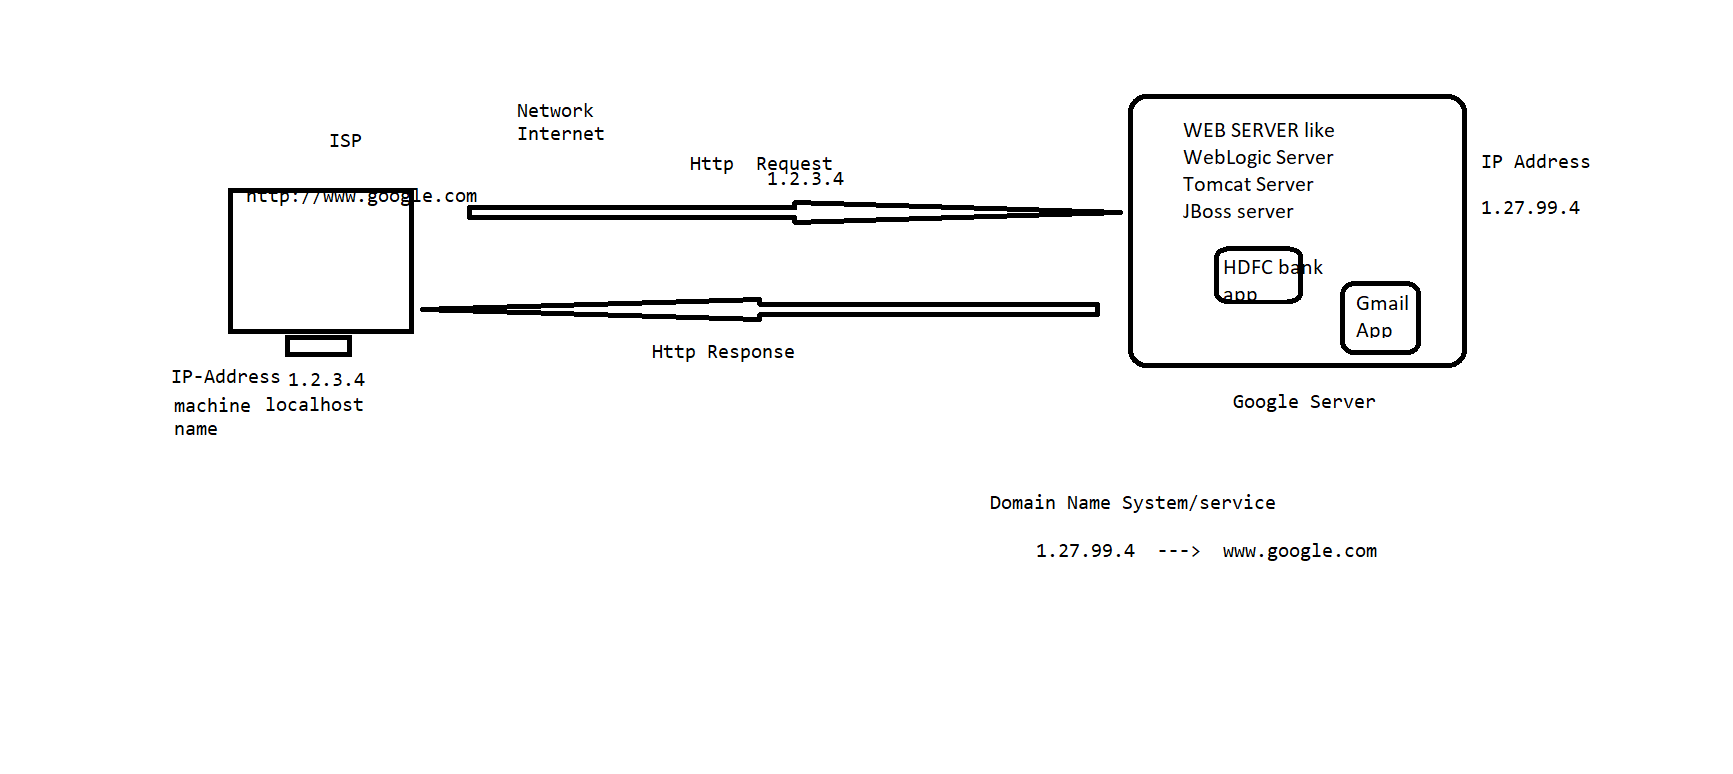 Network
Internet
ISP
Http  Request
1.2.3.4
http://www.google.com
WEB SERVER like
WebLogic Server
Tomcat Server
JBoss server
HDFC bank
app
Gmail
App
IP Address
1.27.99.4
Http Response
IP-Address 1.2.3.4
machine localhost
name
Google Server
Domain Name System/service
1.27.99.4  --->  www.google.com